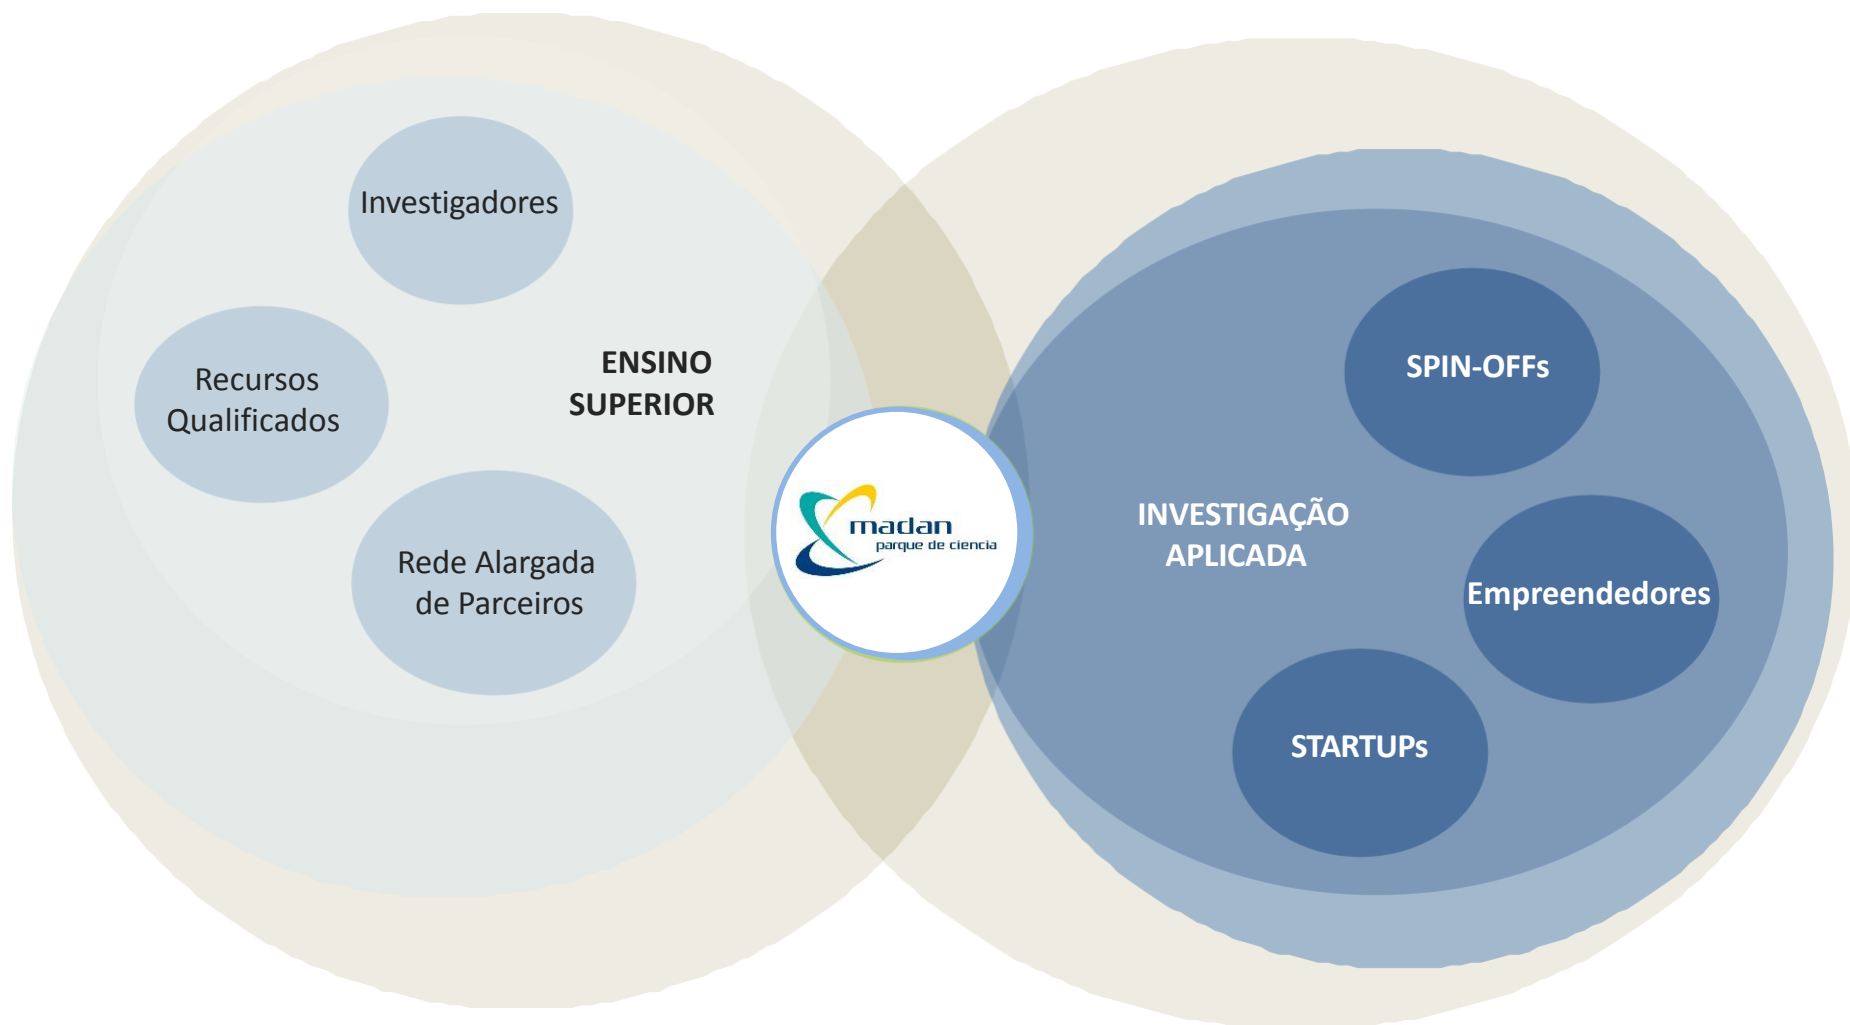 Investigadores
Recursos
Qualificados
Rede Alargada
de Parceiros
ENSINO
SUPERIOR
madan
parque de ciencia
INVESTIGAÇÃO
APLICADA
SPIN-OFFs
Empreendedores
STARTUPs